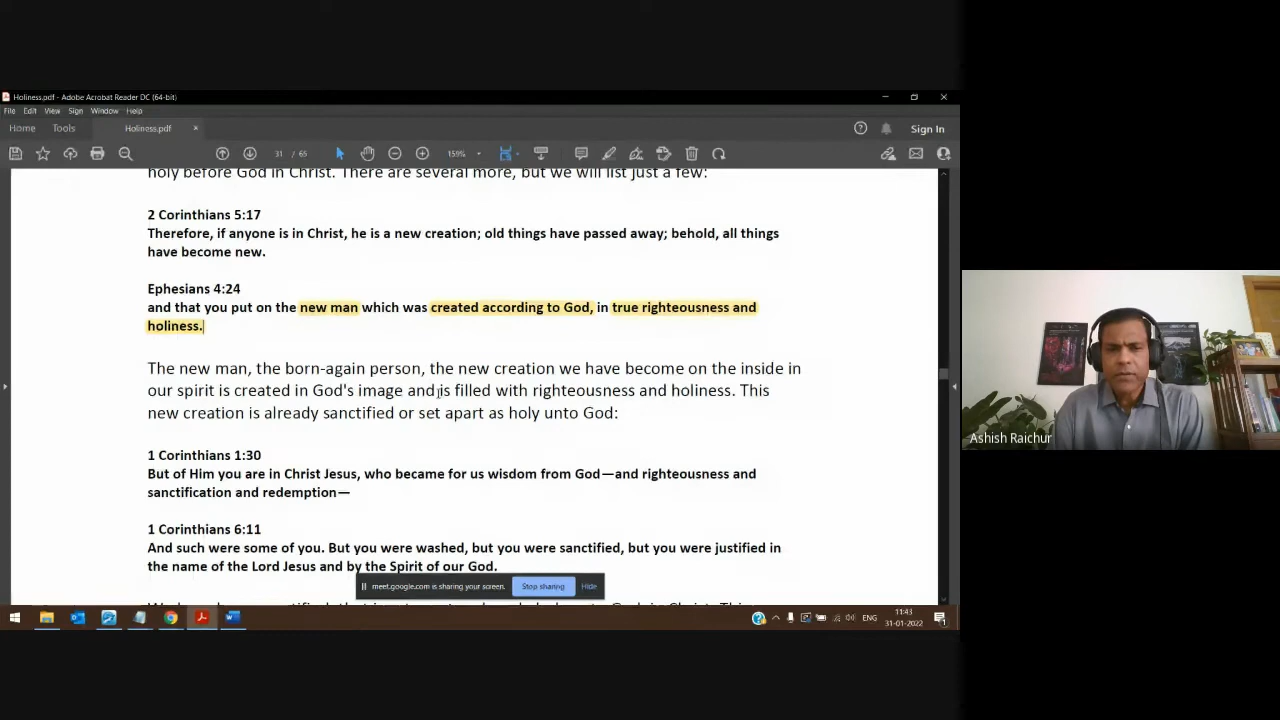 Holiness.pdf - Adobe Acrobat Reader DC (64-bit)
File Edit View Sign Window Help
Home Tools Holiness.pdf × Sign In
31 / 65 159%
holy before God in Christ. There are several more, but we will list just a few:
2 Corinthians 5:17
Therefore, if anyone is in Christ, he is a new creation; old things have passed away; behold, all things
have become new.
Ephesians 4:24
and that you put on the new man which was created according to God, in true righteousness and
holiness.
The new man, the born-again person, the new creation we have become on the inside in
our spirit is created in God's image and is filled with righteousness and holiness. This
new creation is already sanctified or set apart as holy unto God:
1 Corinthians 1:30
But of Him you are in Christ Jesus, who became for us wisdom from God—and righteousness and
sanctification and redemption—
1 Corinthians 6:11
And such were some of you. But you were washed, but you were sanctified, but you were justified in
the name of the Lord Jesus and by the Spirit of our God.
meet.google.com is sharing your screen. Stop sharing Hide
ENG
11:43
31-01-2022
Ashish Raichur